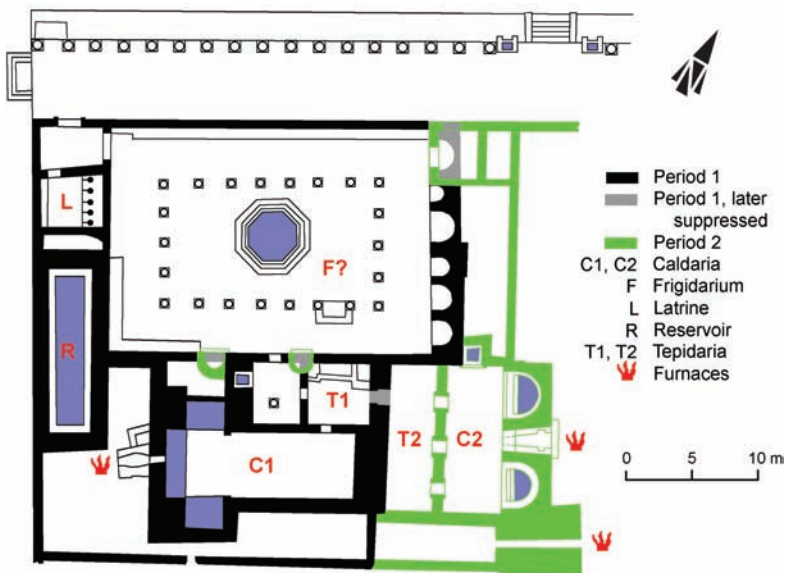 L
F?
R
T1
C1
T2
C2
Period 1
Period 1, later
suppressed
Period 2
C1, C2 Caldaria
F Frigidarium
L Latrine
R Reservoir
T1, T2 Tepidaria
Furnaces
0 5 10 m